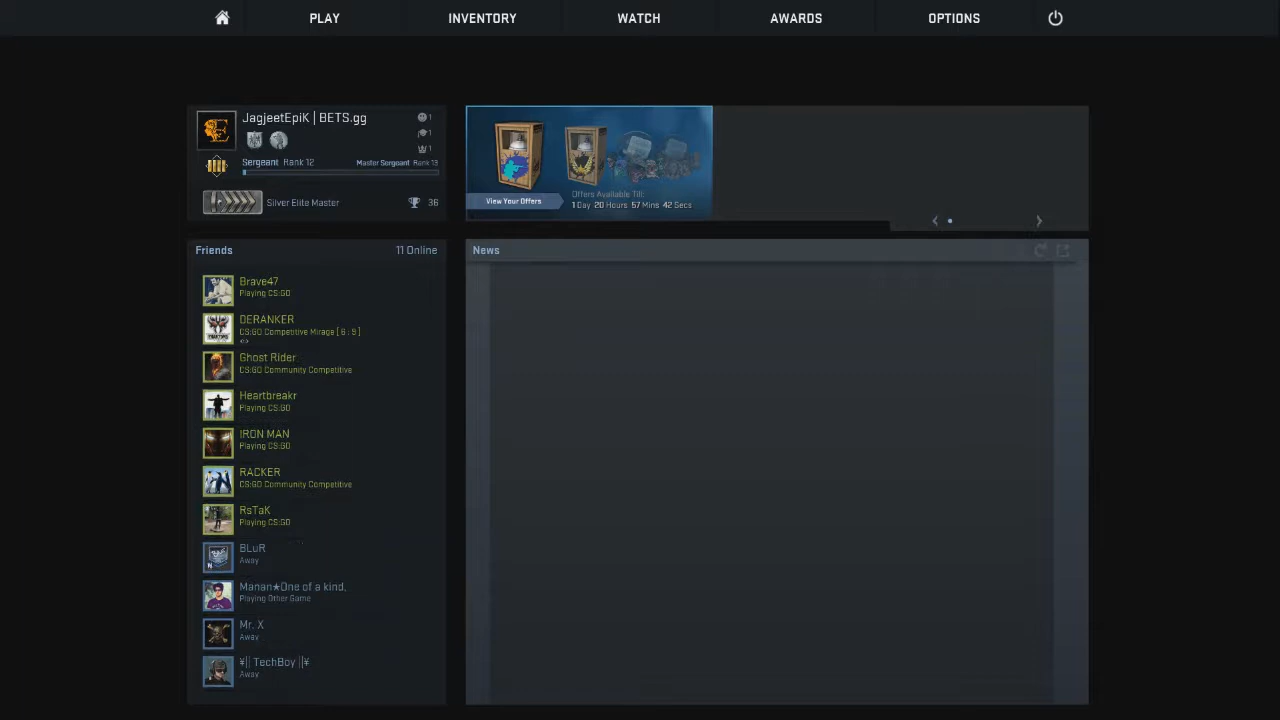 PLAY INVENTORY WATCH AWARDS OPTIONS
JagjeetEpiK | BETS.gg
1
1
1
Sergeant Rank 12 Master Sergeant Rank 13
Silver Elite Master 36
View Your Offers
Offers Available Till:
1 Day 20 Hours 57 Mins 42 Secs
Friends 11 Online
News
Brave47
Playing CS:GO
DERANKER
CS:GO Competitive Mirage [ 6 : 9 ]
Ghost Rider
CS:GO Community Competitive
Heartbreakr
Playing CS:GO
IRON MAN
Playing CS:GO
RACKER
CS:GO Community Competitive
RsTaK
Playing CS:GO
BLuR
Away
Manan★One of a kind.
Playing Other Game
Mr. X
Away
¥|| TechBoy ||¥
Away